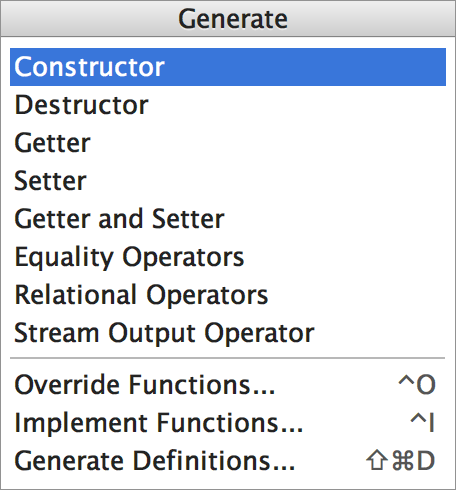 Generate
Constructor
Destructor
Getter
Setter
Getter and Setter
Equality Operators
Relational Operators
Stream Output Operator
Override Functions... ^O
Implement Functions... ^I
Generate Definitions... ⇧⌘D